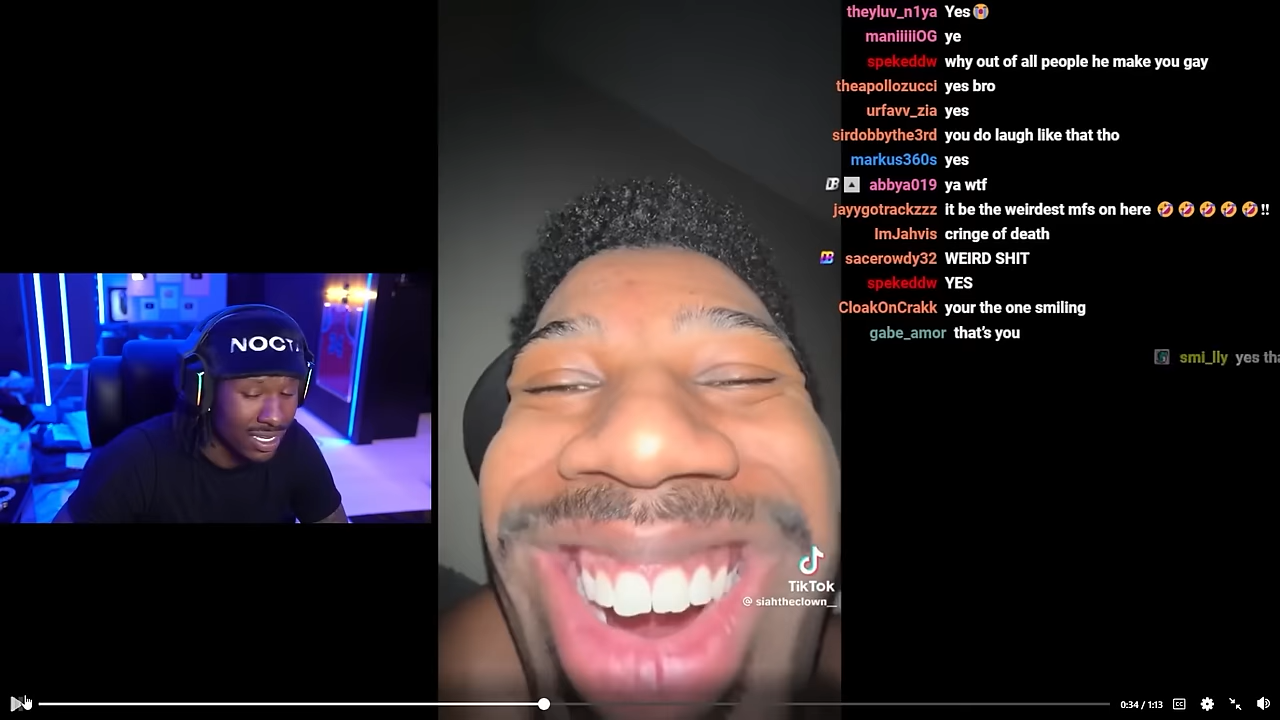 theyluv_n1ya Yes😭
maniiiiiOG ye
spekeddw why out of all people he make you gay
theapollozucci yes bro
urfavv_zia yes
sirdobbythe3rd you do laugh like that tho
markus360s yes
abbya019 ya wtf
jayygotrackzzz it be the weirdest mfs on here 🤣🤣🤣🤣🤣!!
ImJahvis cringe of death
sacerowdy32 WEIRD SHIT
spekeddw YES
CloakOnCrakk your the one smiling
gabe_amor that's you
smi_lly yes tha
NOCT
TikTok
@ siahtheclown__
0:34 / 1:13
CC